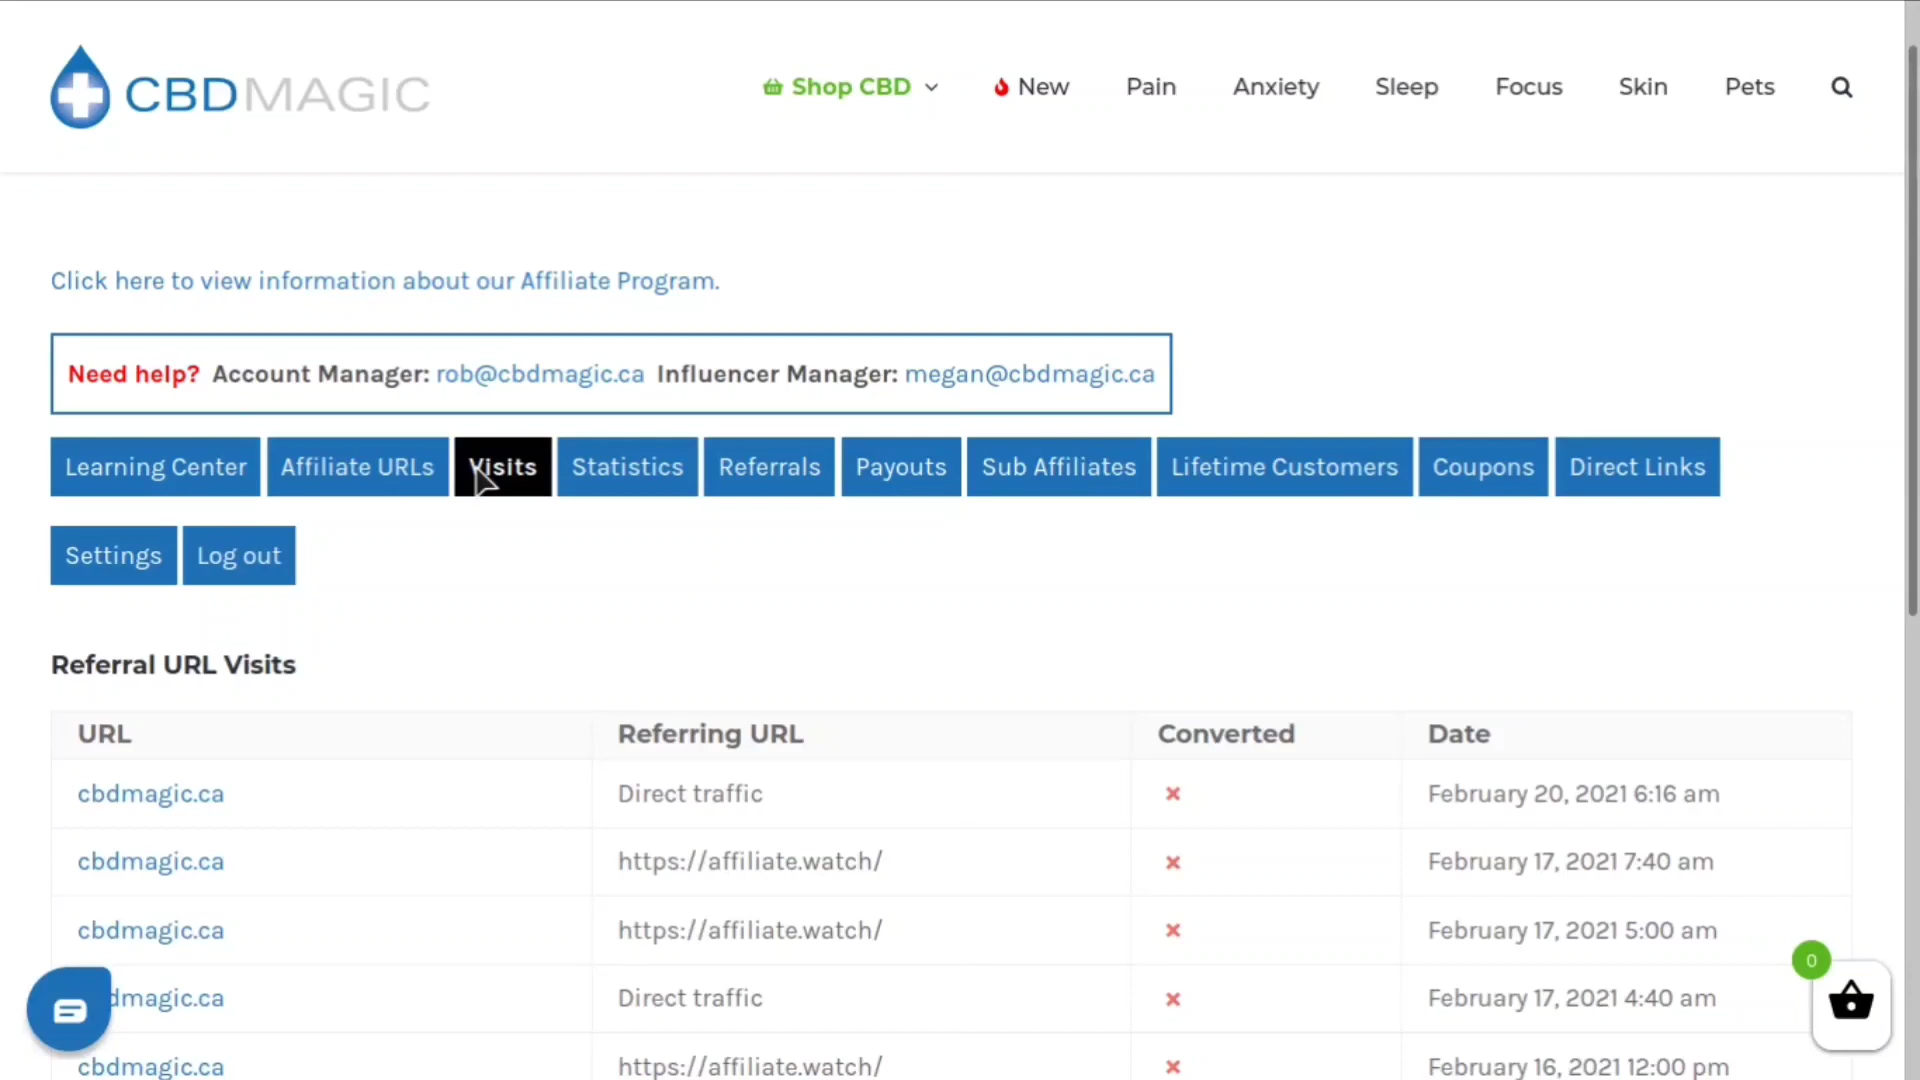 CBDMAGIC
Shop CBD New Pain Anxiety Sleep Focus Skin Pets
Click here to view information about our Affiliate Program.
Need help? Account Manager: rob@cbdmagic.ca Influencer Manager: megan@cbdmagic.ca
Learning Center Affiliate URLs Visits Statistics Referrals Payouts Sub Affiliates Lifetime Customers Coupons Direct Links
Settings Log out
Referral URL Visits
URL Referring URL Converted Date
cbdmagic.ca Direct traffic February 20, 2021 6:16 am
cbdmagic.ca https://affiliate.watch/ February 17, 2021 7:40 am
cbdmagic.ca https://affiliate.watch/ February 17, 2021 5:00 am
0
dmagic.ca Direct traffic February 17, 2021 4:40 am
cbdmagic.ca https://affiliate.watch/ February 16, 2021 12:00 pm